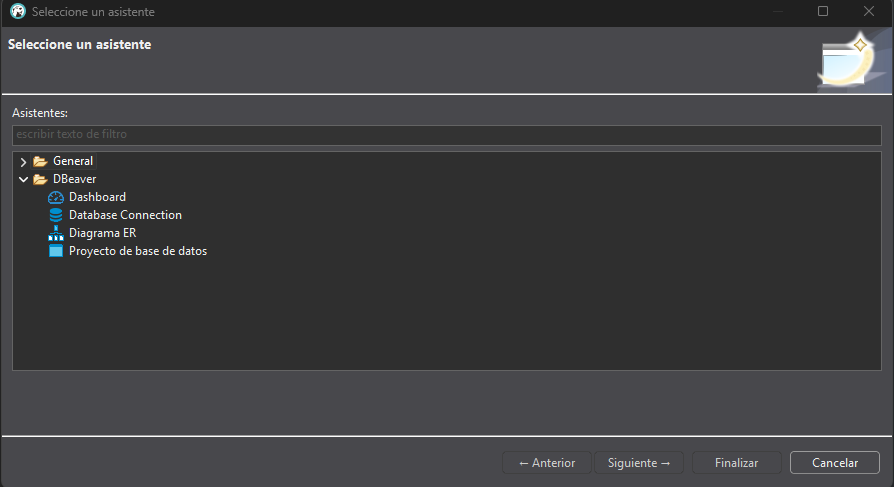 Seleccione un asistente
Seleccione un asistente
Asistentes:
escribir texto de filtro
General
DBeaver
Dashboard
Database Connection
Diagrama ER
Proyecto de base de datos
← Anterior
Siguiente →
Finalizar
Cancelar